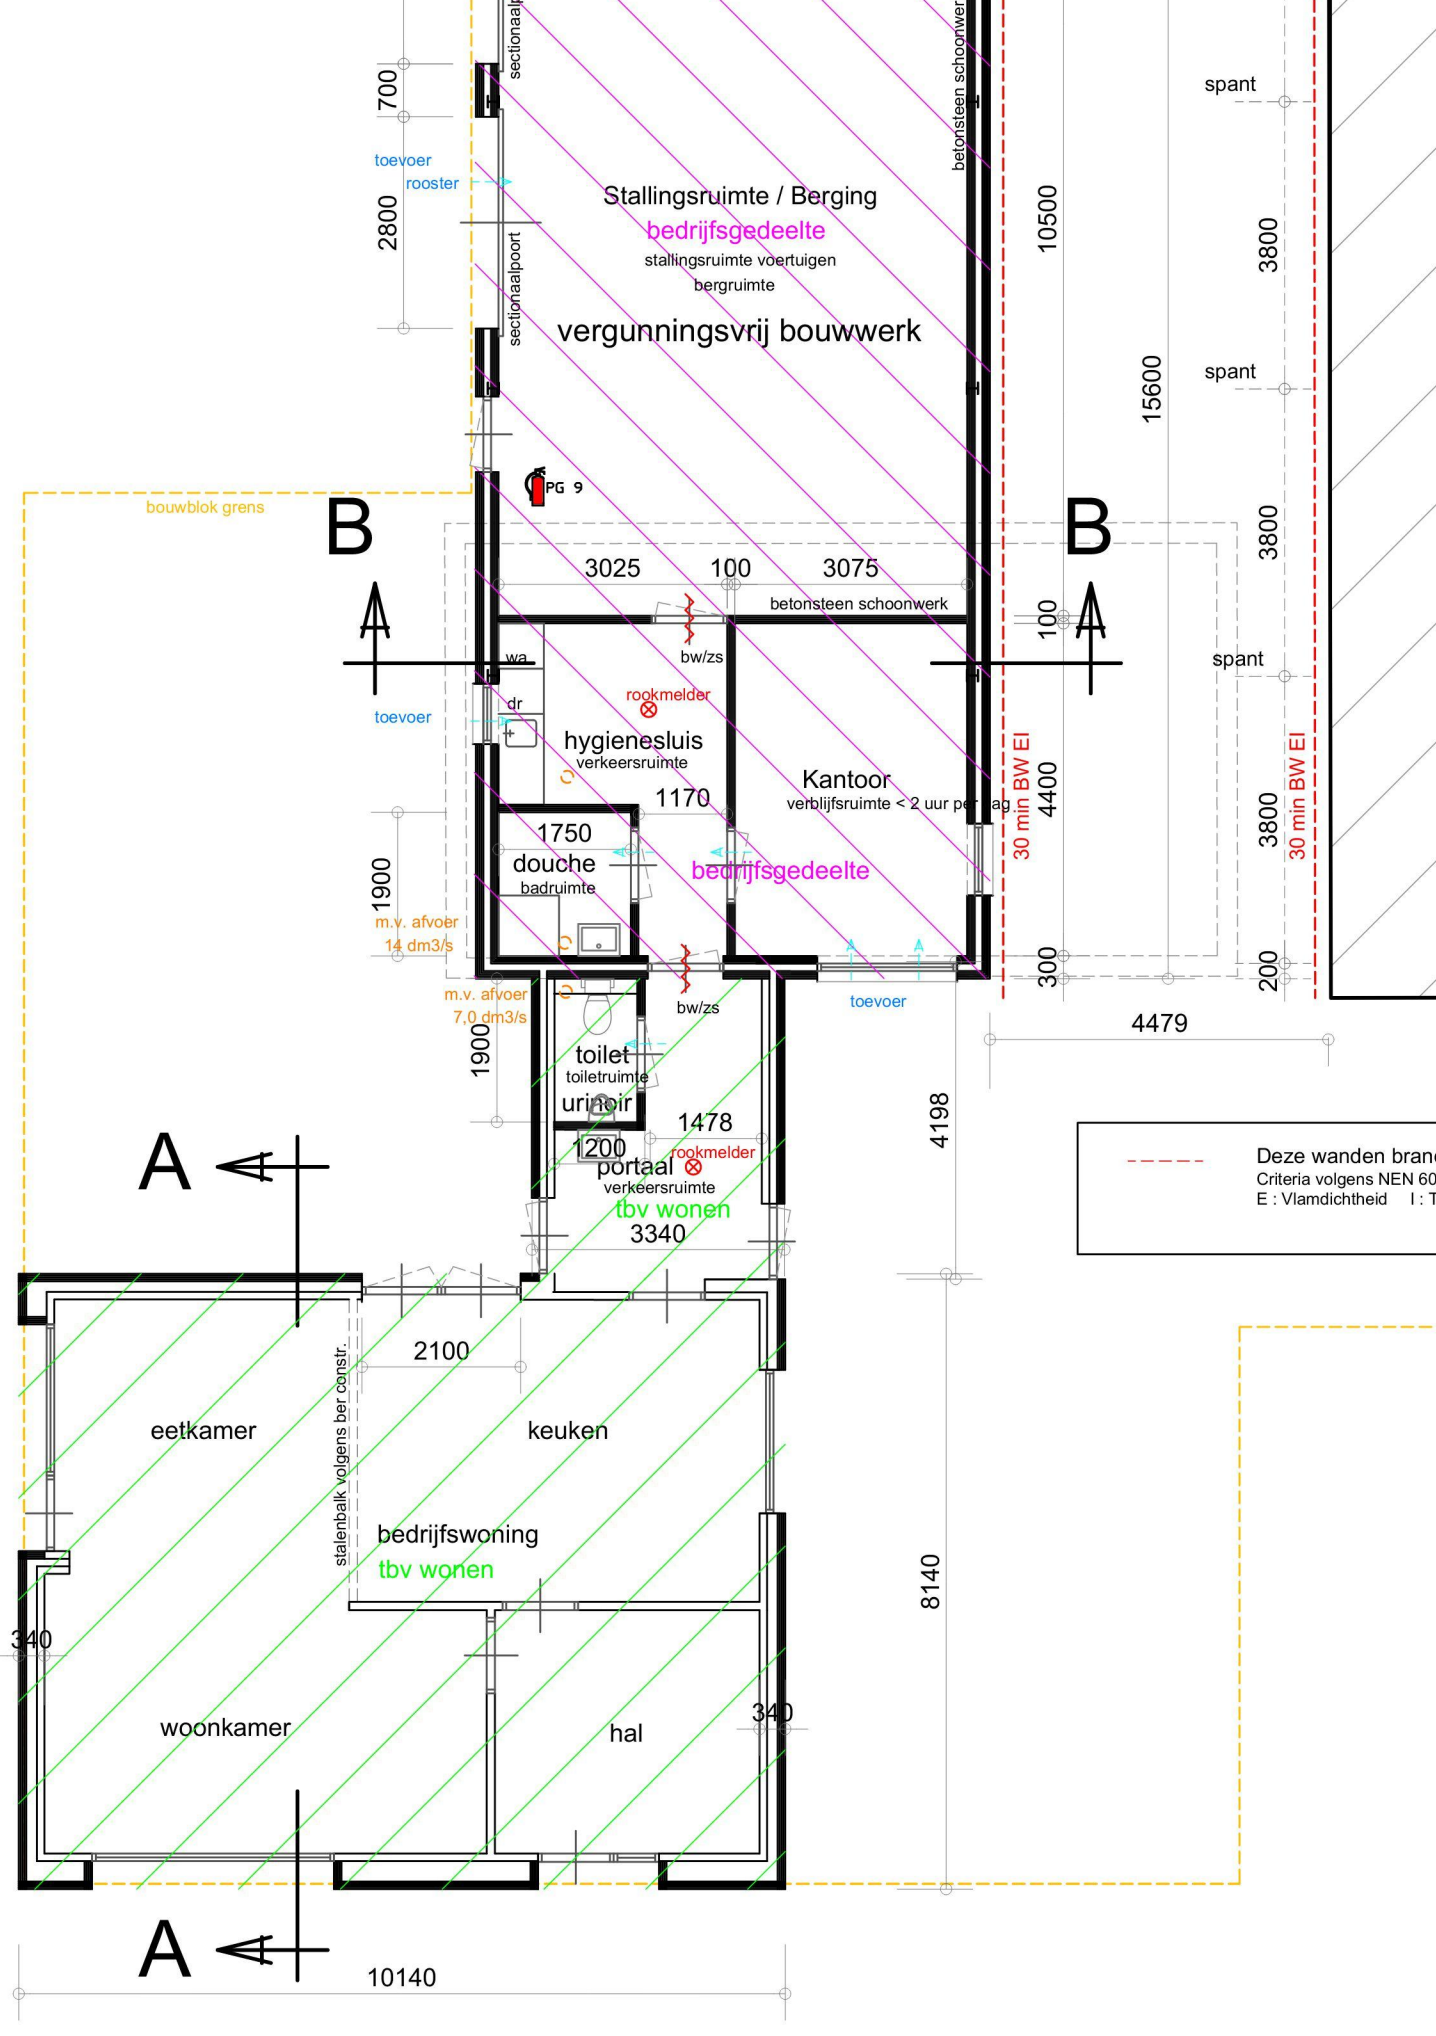 700
sectionaalp
betonsteen schoonwer
spant
toevoer
rooster
2800
sectionaalpoort
Stallingsruimte / Berging
bedrijfsgedeelte
stallingsruimte voertuigen
bergruimte
vergunningsvrij bouwwerk
10500
3800
15600
spant
PG 9
bouwblok grens
B
B
3800
3025
100
3075
betonsteen schoonwerk
100
wa
bw/zs
spant
rookmelder
dr
toevoer
hygienesluis
verkeersruimte
Kantoor
verblijfsruimte < 2 uur per dag
30 min BW EI
4400
3800
30 min BW EI
1170
1750
douche
badruimte
bedrijfsgedeelte
1900
m.v. afvoer
14 dm3/s
300
200
m.v. afvoer
7,0 dm3/s
bw/zs
toevoer
4479
1900
toilet
toiletruimte
urinoir
4198
1478
1200
rookmelder
portaal
verkeersruimte
tbv wonen
3340
A
Deze wanden bran
Criteria volgens NEN 60
E : Vlamdichtheid I : T
2100
stalenbalk volgens ber constr.
eetkamer
keuken
bedrijfswoning
tbv wonen
8140
340
340
woonkamer
hal
A
10140